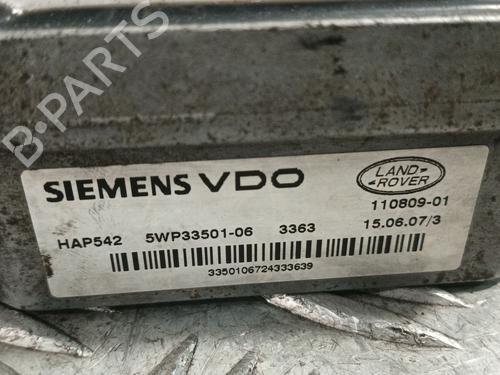 B-PARTS
SIEMENS VDO
LAND
ROVER
110809-01
HAP542 5WP33501-06 3363 15.06.07/3
3350106724333639